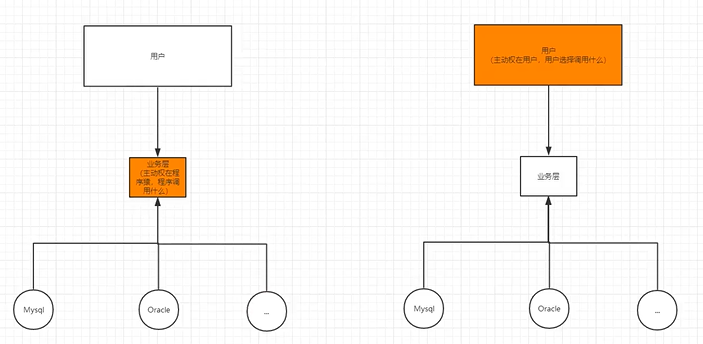 用户
业务层
（主动权在程
序猿，程序调
用什么）
Mysql
Oracle
...
用户
（主动权在用户，用户选择调用什么）
业务层
Mysql
Oracle
...